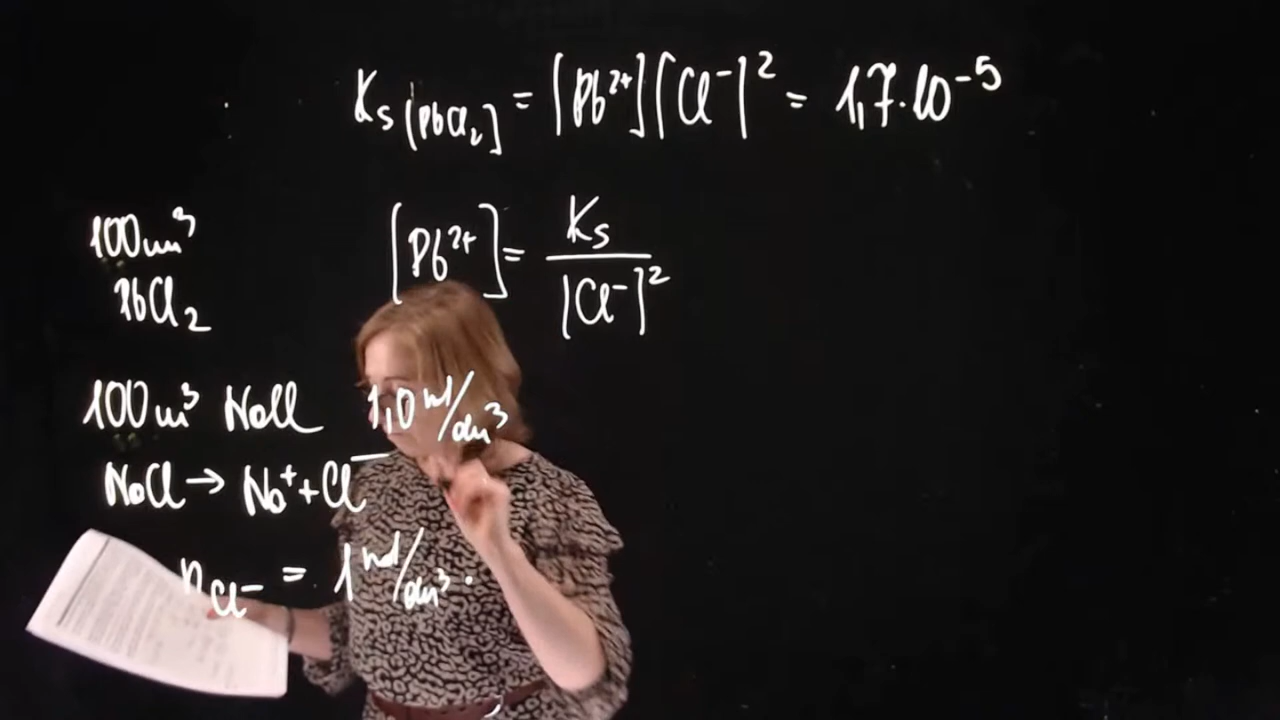 Ks[PbCl₂] = [Pb²⁺][Cl⁻]² = 1,7·10⁻⁵
100cm³
PbCl₂
[Pb²⁺] = Ks / [Cl⁻]²
100cm³ NaCl 1,0 mol/dm³
NaCl → Na⁺ + Cl⁻
n Cl⁻ = 1 mol/dm³ ·